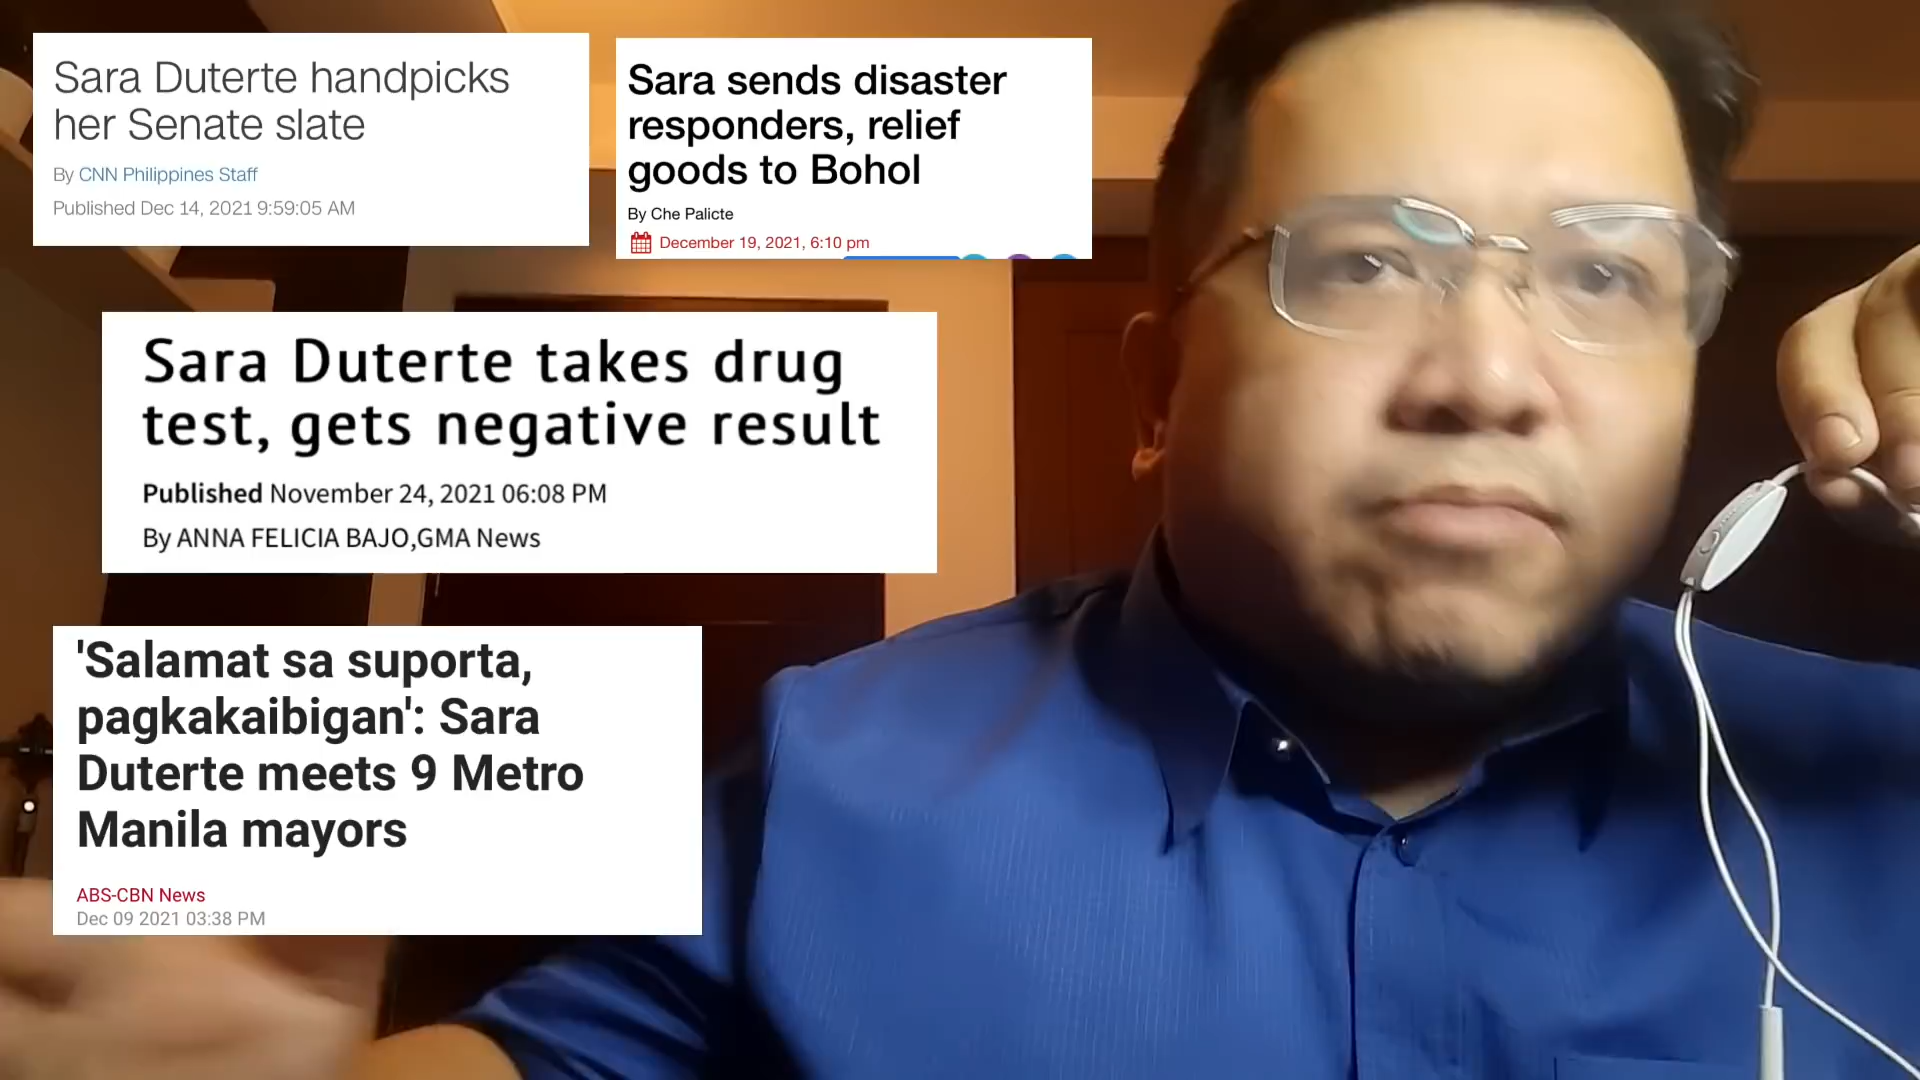 Sara Duterte handpicks
her Senate slate
By CNN Philippines Staff
Published Dec 14, 2021 9:59:05 AM
Sara sends disaster
responders, relief
goods to Bohol
By Che Palicte
December 19, 2021, 6:10 pm
Sara Duterte takes drug
test, gets negative result
Published November 24, 2021 06:08 PM
By ANNA FELICIA BAJO,GMA News
'Salamat sa suporta,
pagkakaibigan': Sara
Duterte meets 9 Metro
Manila mayors
ABS-CBN News
Dec 09 2021 03:38 PM